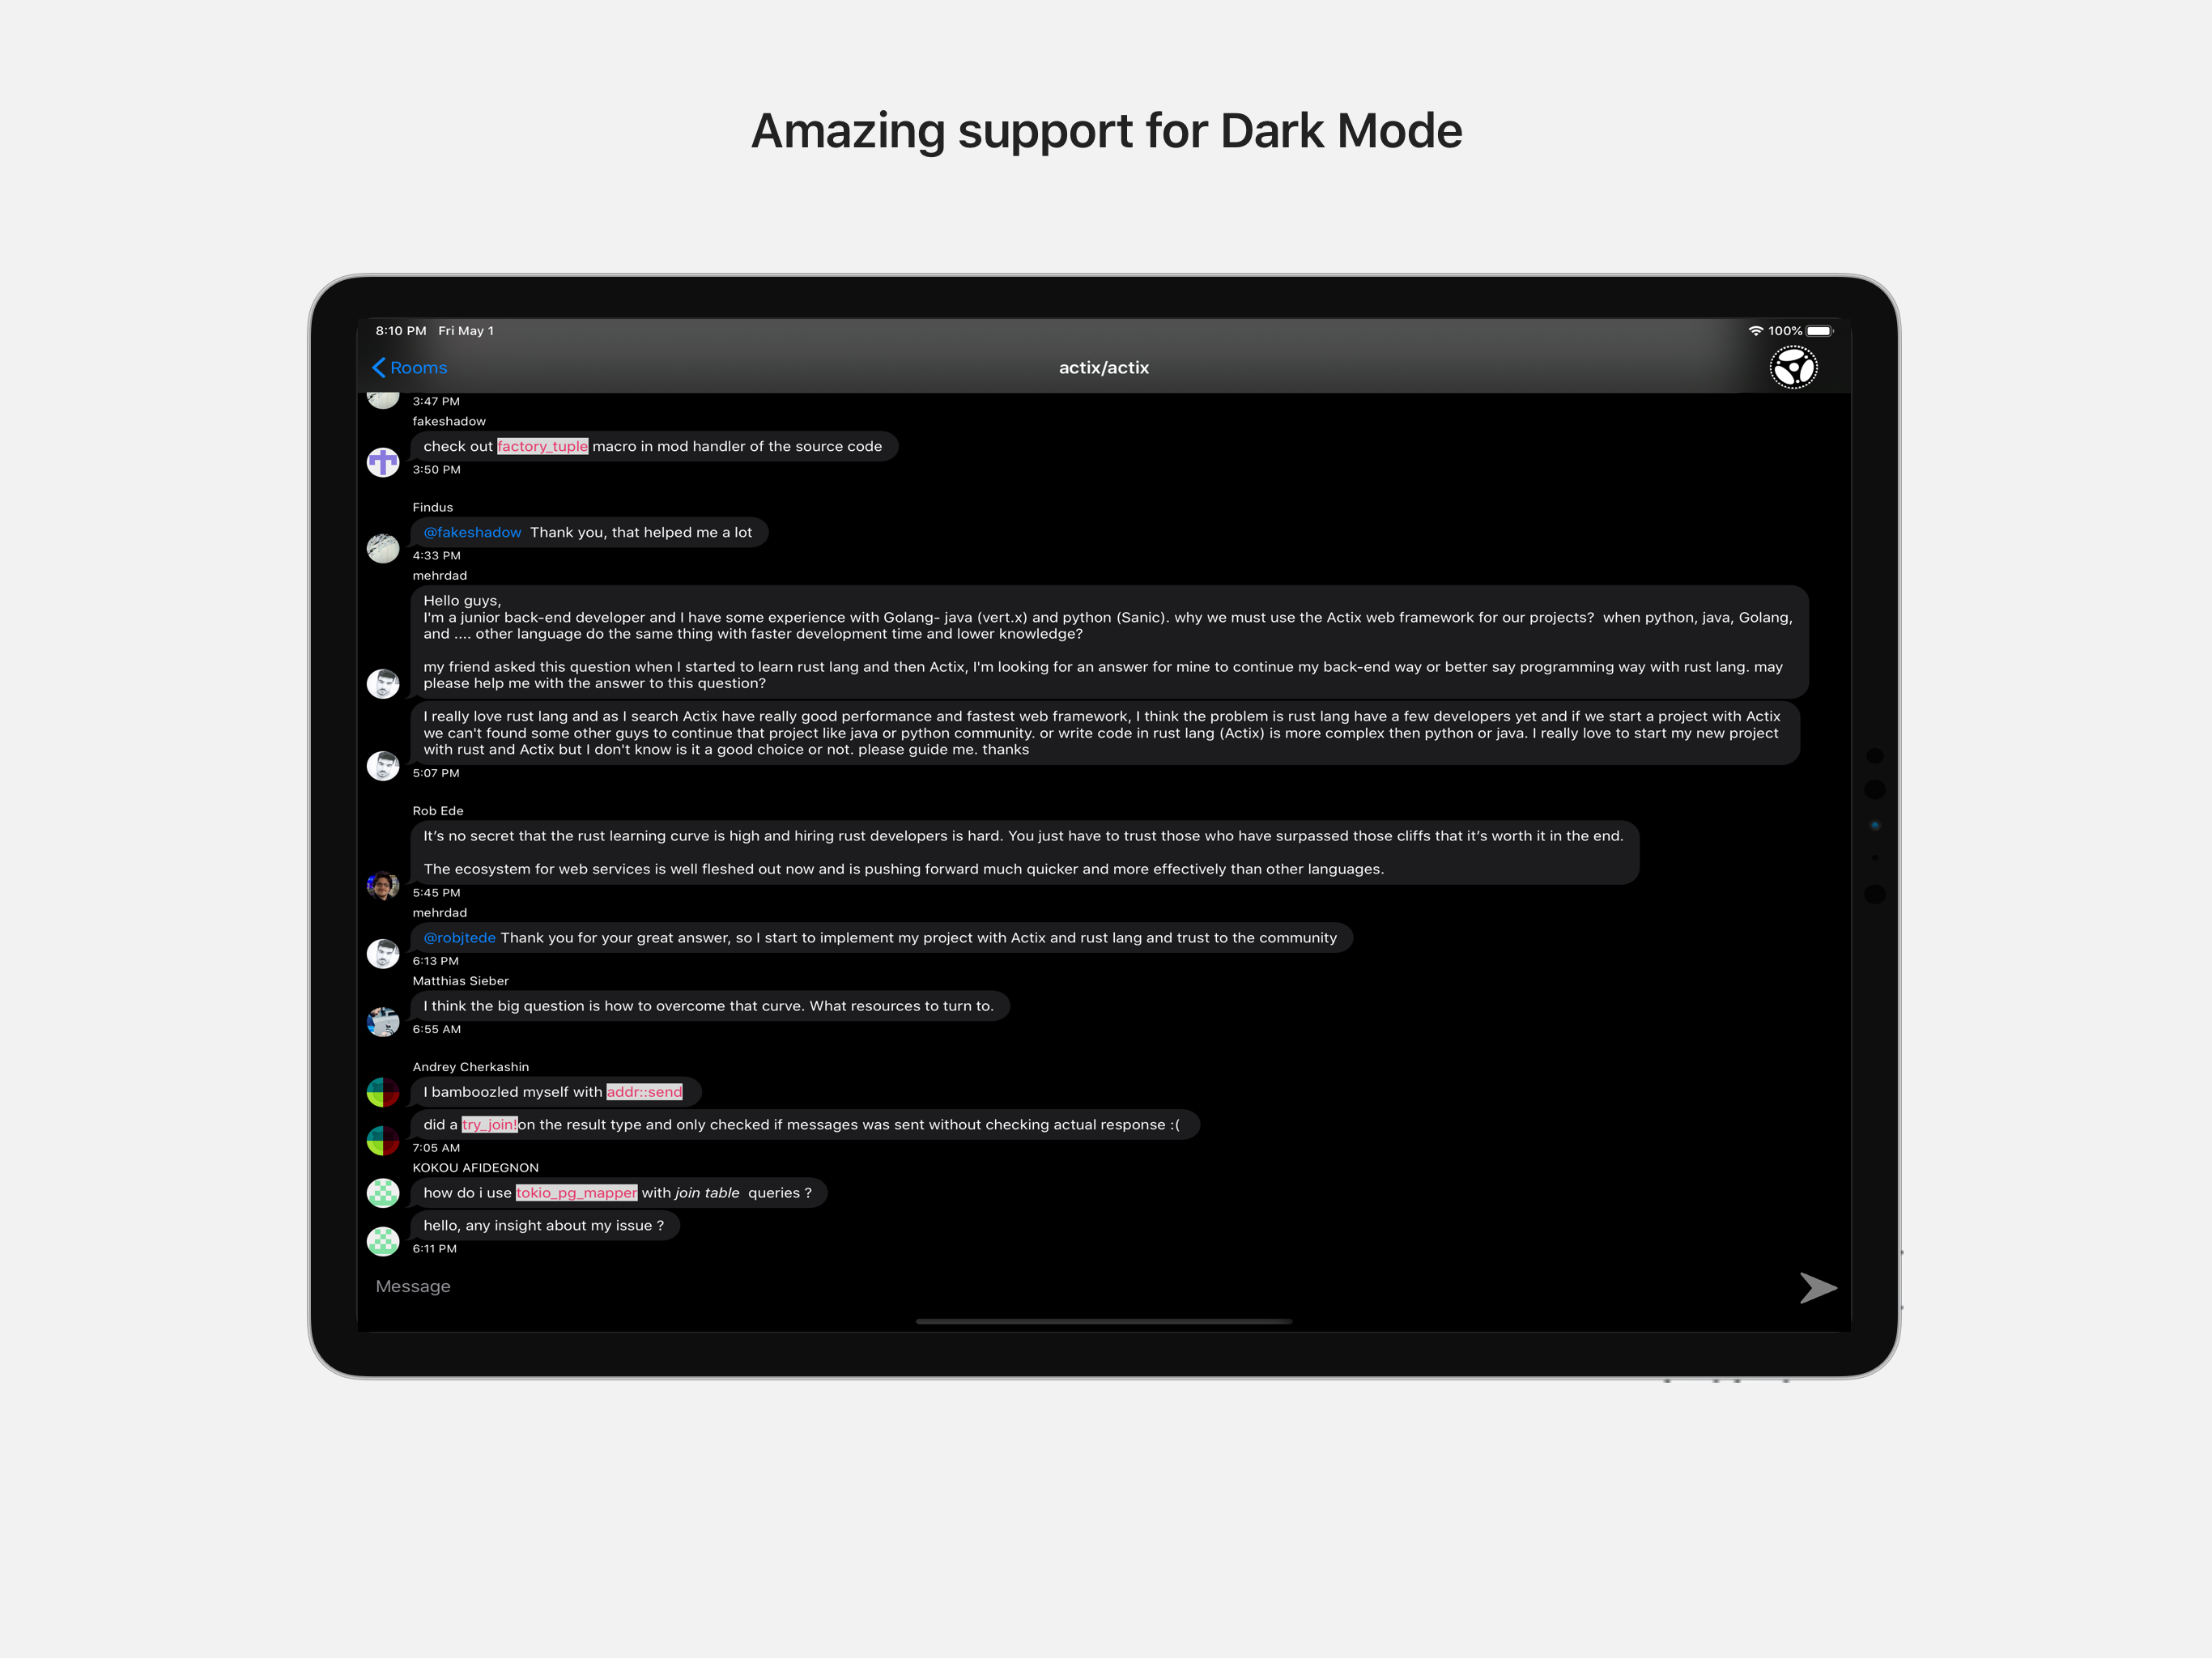 Amazing support for Dark Mode
8:10 PM Fri May 1
100%
Rooms
actix/actix
3:47 PM
fakeshadow
check out factory_tuple macro in mod handler of the source code
3:50 PM
Findus
@fakeshadow Thank you, that helped me a lot
4:33 PM
mehrdad
Hello guys,
I'm a junior back-end developer and I have some experience with Golang- java (vert.x) and python (Sanic). why we must use the Actix web framework for our projects? when python, java, Golang,
and .... other language do the same thing with faster development time and lower knowledge?
my friend asked this question when I started to learn rust lang and then Actix, I'm looking for an answer for mine to continue my back-end way or better say programming way with rust lang. may
please help me with the answer to this question?
I really love rust lang and as I search Actix have really good performance and fastest web framework, I think the problem is rust lang have a few developers yet and if we start a project with Actix
we can't found some other guys to continue that project like java or python community. or write code in rust lang (Actix) is more complex then python or java. I really love to start my new project
with rust and Actix but I don't know is it a good choice or not. please guide me. thanks
5:07 PM
Rob Ede
It’s no secret that the rust learning curve is high and hiring rust developers is hard. You just have to trust those who have surpassed those cliffs that it’s worth it in the end.
The ecosystem for web services is well fleshed out now and is pushing forward much quicker and more effectively than other languages.
5:45 PM
mehrdad
@robjtede Thank you for your great answer, so I start to implement my project with Actix and rust lang and trust to the community
6:13 PM
Matthias Sieber
I think the big question is how to overcome that curve. What resources to turn to.
6:55 AM
Andrey Cherkashin
I bamboozled myself with addr::send
did a try_join!on the result type and only checked if messages was sent without checking actual response :(
7:05 AM
KOKOU AFIDEGNON
how do i use tokio_pg_mapper with join table queries ?
hello, any insight about my issue ?
6:11 PM
Message